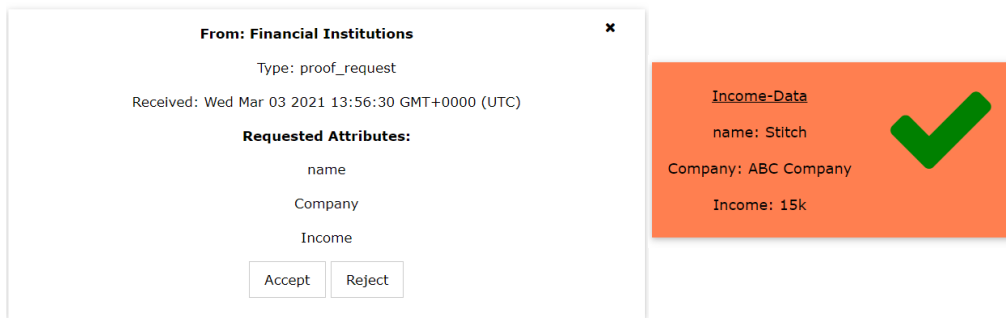 From: Financial Institutions
Type: proof_request
Received: Wed Mar 03 2021 13:56:30 GMT+0000 (UTC)
Requested Attributes:
name
Company
Income
Accept Reject
Income-Data
name: Stitch
Company: ABC Company
Income: 15k